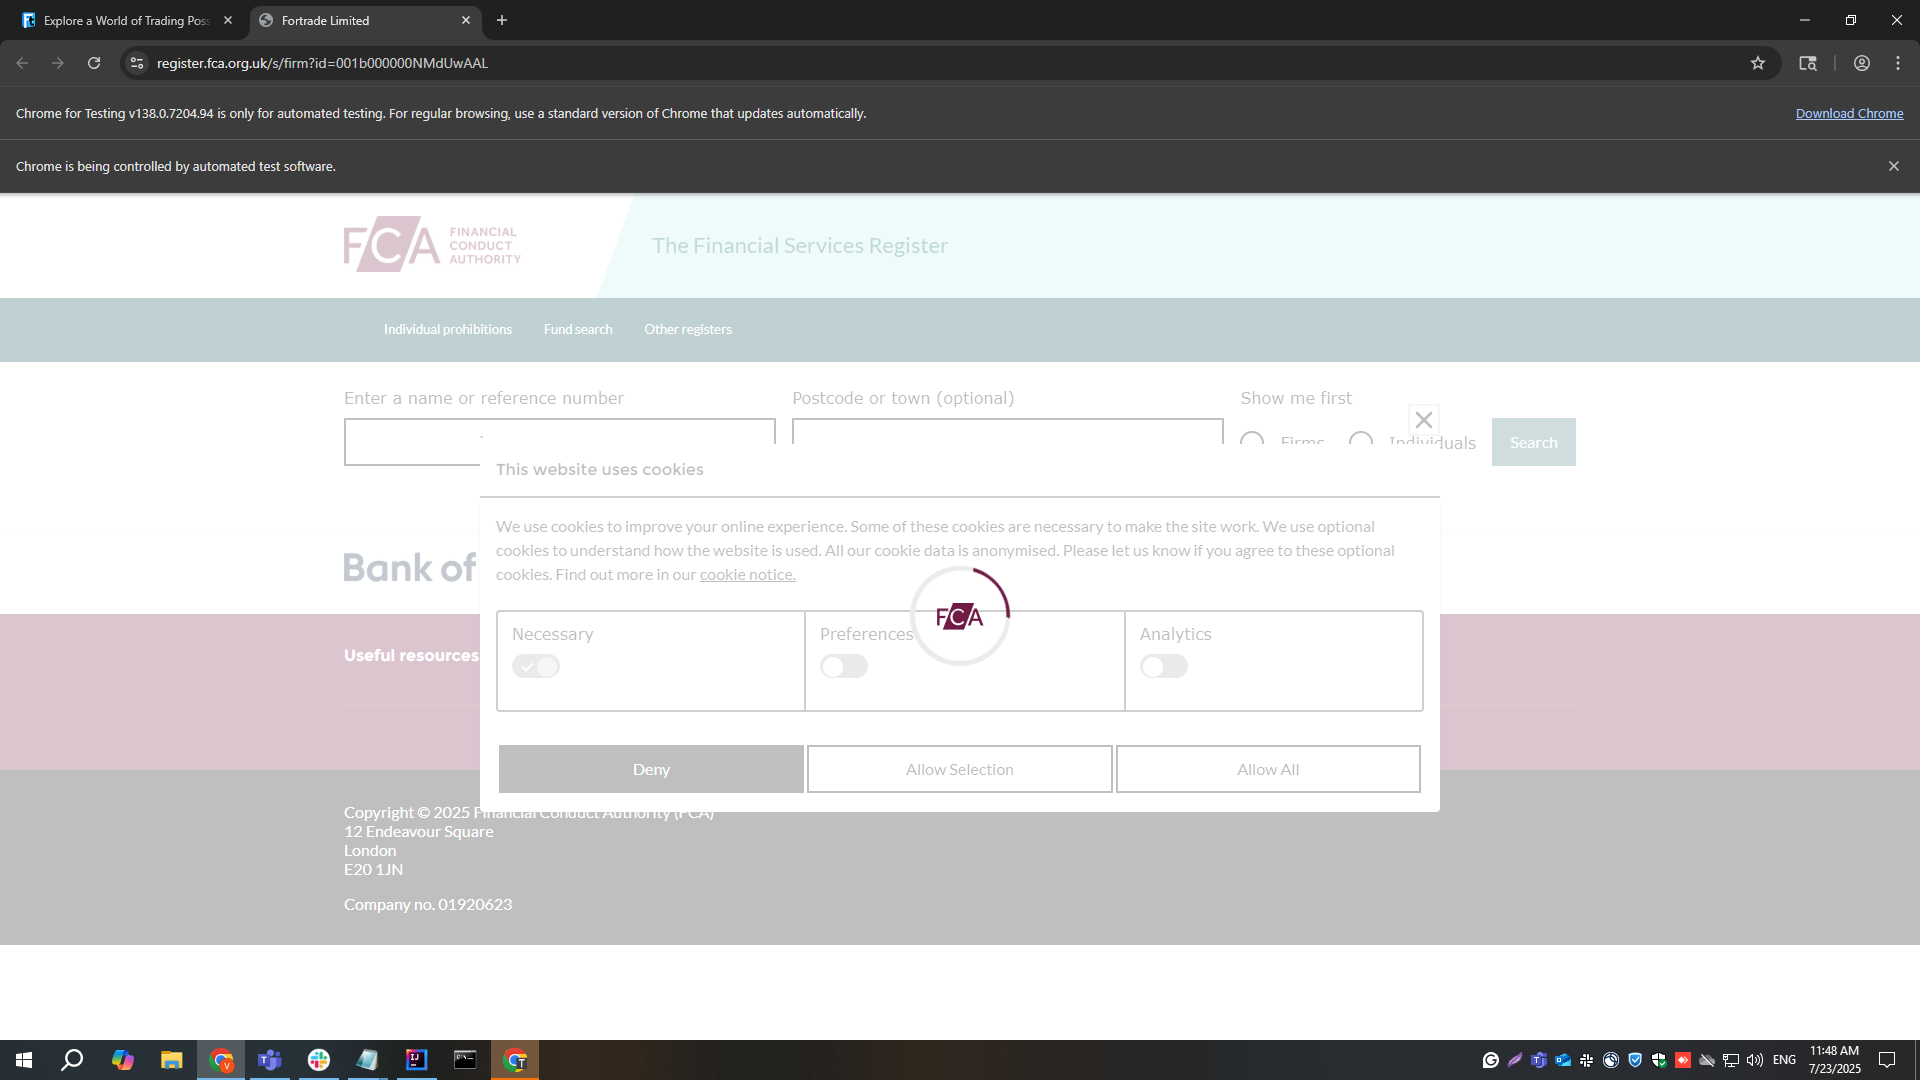 Explore a World of Trading Poss
Fortrade Limited
register.fca.org.uk/s/firm?id=001b000000NMdUwAAL
Chrome for Testing v138.0.7204.94 is only for automated testing. For regular browsing, use a standard version of Chrome that updates automatically.
Download Chrome
Chrome is being controlled by automated test software.
FCA
FINANCIAL
CONDUCT
AUTHORITY
The Financial Services Register
Individual prohibitions
Fund search
Other registers
Enter a name or reference number
Postcode or town (optional)
Show me first
Firms
Individuals
Search
This website uses cookies
We use cookies to improve your online experience. Some of these cookies are necessary to make the site work. We use optional
cookies to understand how the website is used. All our cookie data is anonymised. Please let us know if you agree to these optional
cookies. Find out more in our cookie notice.
Bank of
FCA
Necessary
Preferences
Analytics
Useful resources
Deny
Allow Selection
Allow All
Copyright © 2025 Financial Conduct Authority (FCA)
12 Endeavour Square
London
E20 1JN
Company no. 01920623
ENG
11:48 AM
7/23/2025